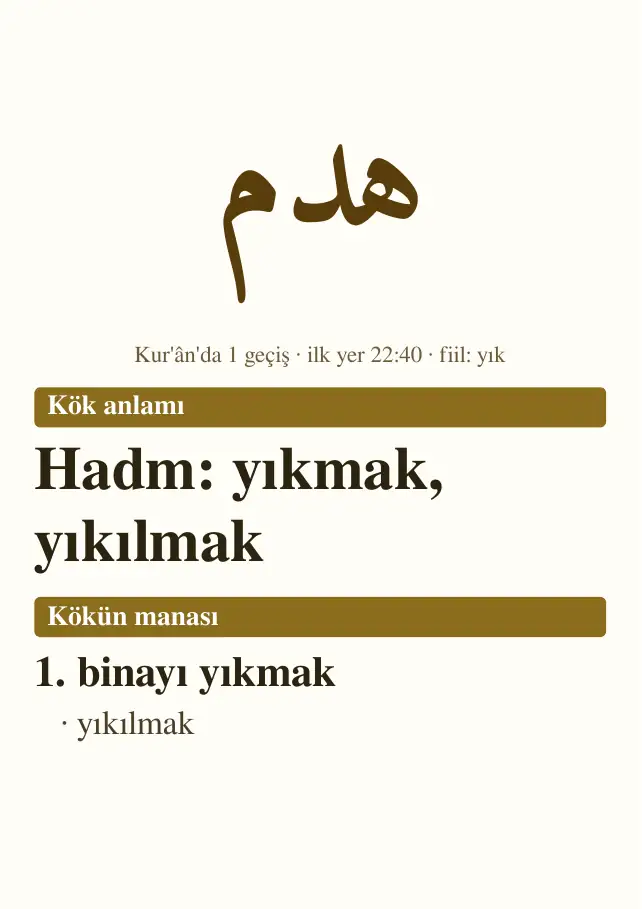 هدم
Kur'ân'da 1 geçiş · ilk yer 22:40 · fiil: yık
Kök anlamı
Hadm: yıkmak,
yıkılmak
Kökün manası
1. binayı yıkmak
· yıkılmak